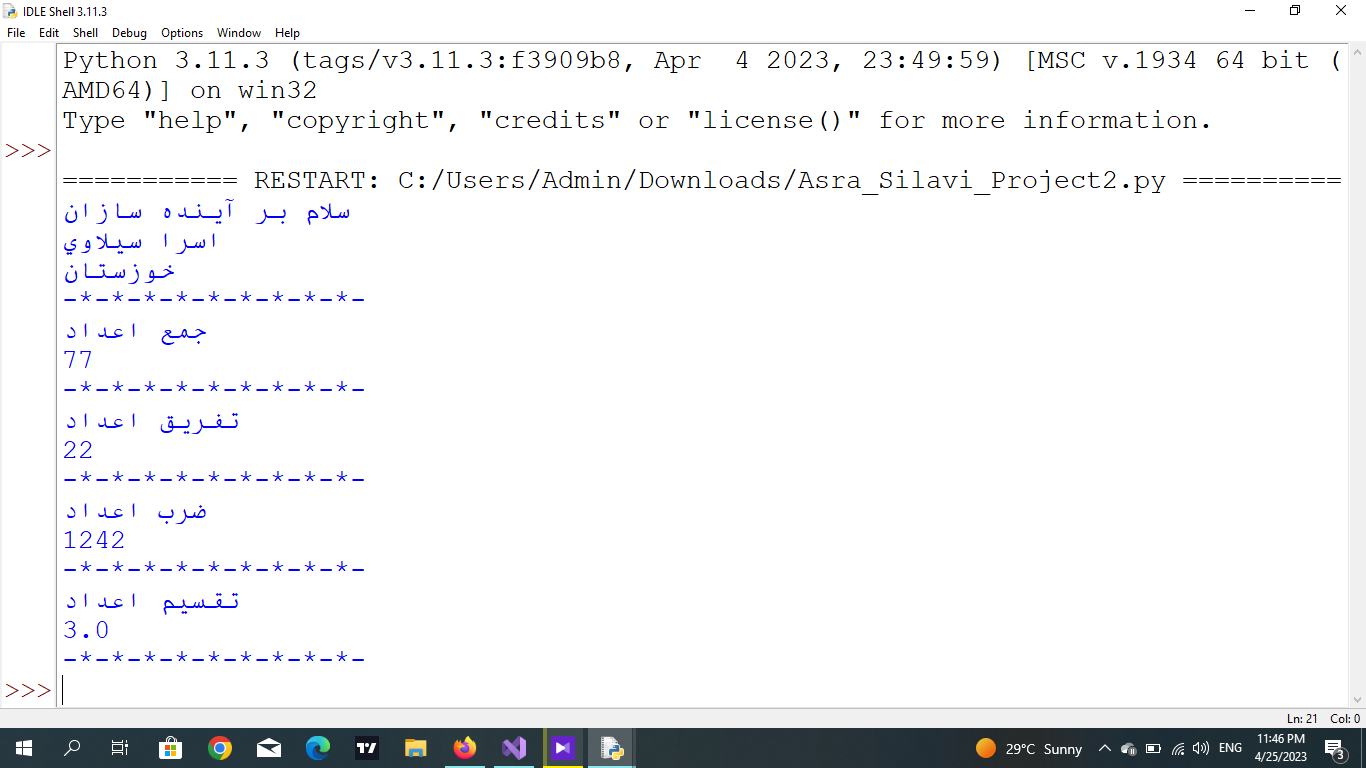 IDLE Shell 3.11.3
File Edit Shell Debug Options Window Help
Python 3.11.3 (tags/v3.11.3:f3909b8, Apr  4 2023, 23:49:59) [MSC v.1934 64 bit (
AMD64)] on win32
Type "help", "copyright", "credits" or "license()" for more information.
>>>
=========== RESTART: C:/Users/Admin/Downloads/Asra_Silavi_Project2.py ==========
سلام بر آینده سازان
اسرا سیلاوي
خوزستان
-*-*-*-*-*-*-*-*-*-
جمع اعداد
77
-*-*-*-*-*-*-*-*-*-
تفریق اعداد
22
-*-*-*-*-*-*-*-*-*-
ضرب اعداد
1242
-*-*-*-*-*-*-*-*-*-
تقسیم اعداد
3.0
-*-*-*-*-*-*-*-*-*-
>>>
Ln: 21 Col: 0
29°C Sunny ENG 11:46 PM
4/25/2023 3